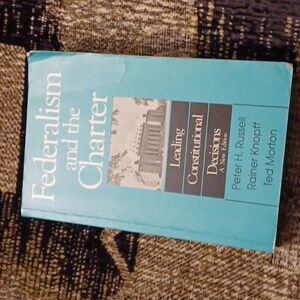 Federalism
and the
Charter
Leading
Constitutional
Decisions
A New Edition
Peter H. Russell
Rainer Knopff
Ted Morton